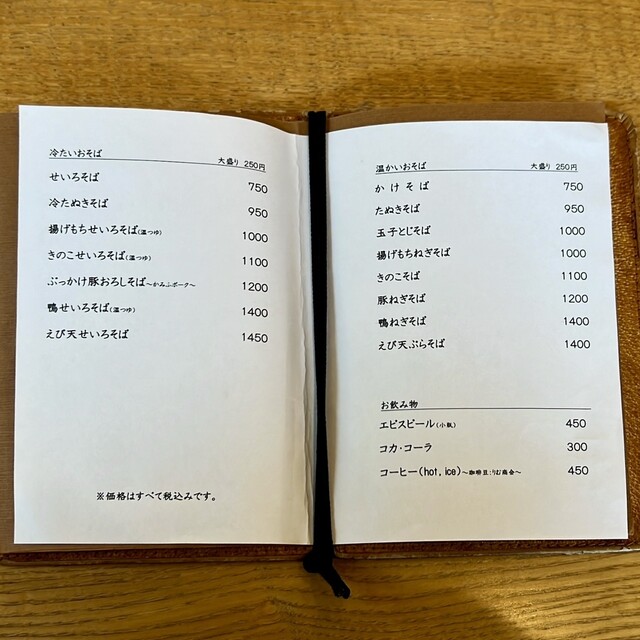 冷たいおそば 大盛り 250円
せいろそば 750
冷たぬきそば 950
揚げもちせいろそば(温つゆ) 1000
きのこせいろそば(温つゆ) 1100
ぶっかけ豚おろしそば～かみふポーク～ 1200
鴨せいろそば(温つゆ) 1400
えび天せいろそば 1450
※価格はすべて税込みです。
温かいおそば 大盛り 250円
かけそば 750
たぬきそば 950
玉子とじそば 1000
揚げもちねぎそば 1000
きのこそば 1100
豚ねぎそば 1200
鴨ねぎそば 1400
えび天ぷらそば 1400
お飲み物
エビスビール(小瓶) 450
コカ・コーラ 300
コーヒー(hot,ice)～珈琲豆:りむ商会～ 450